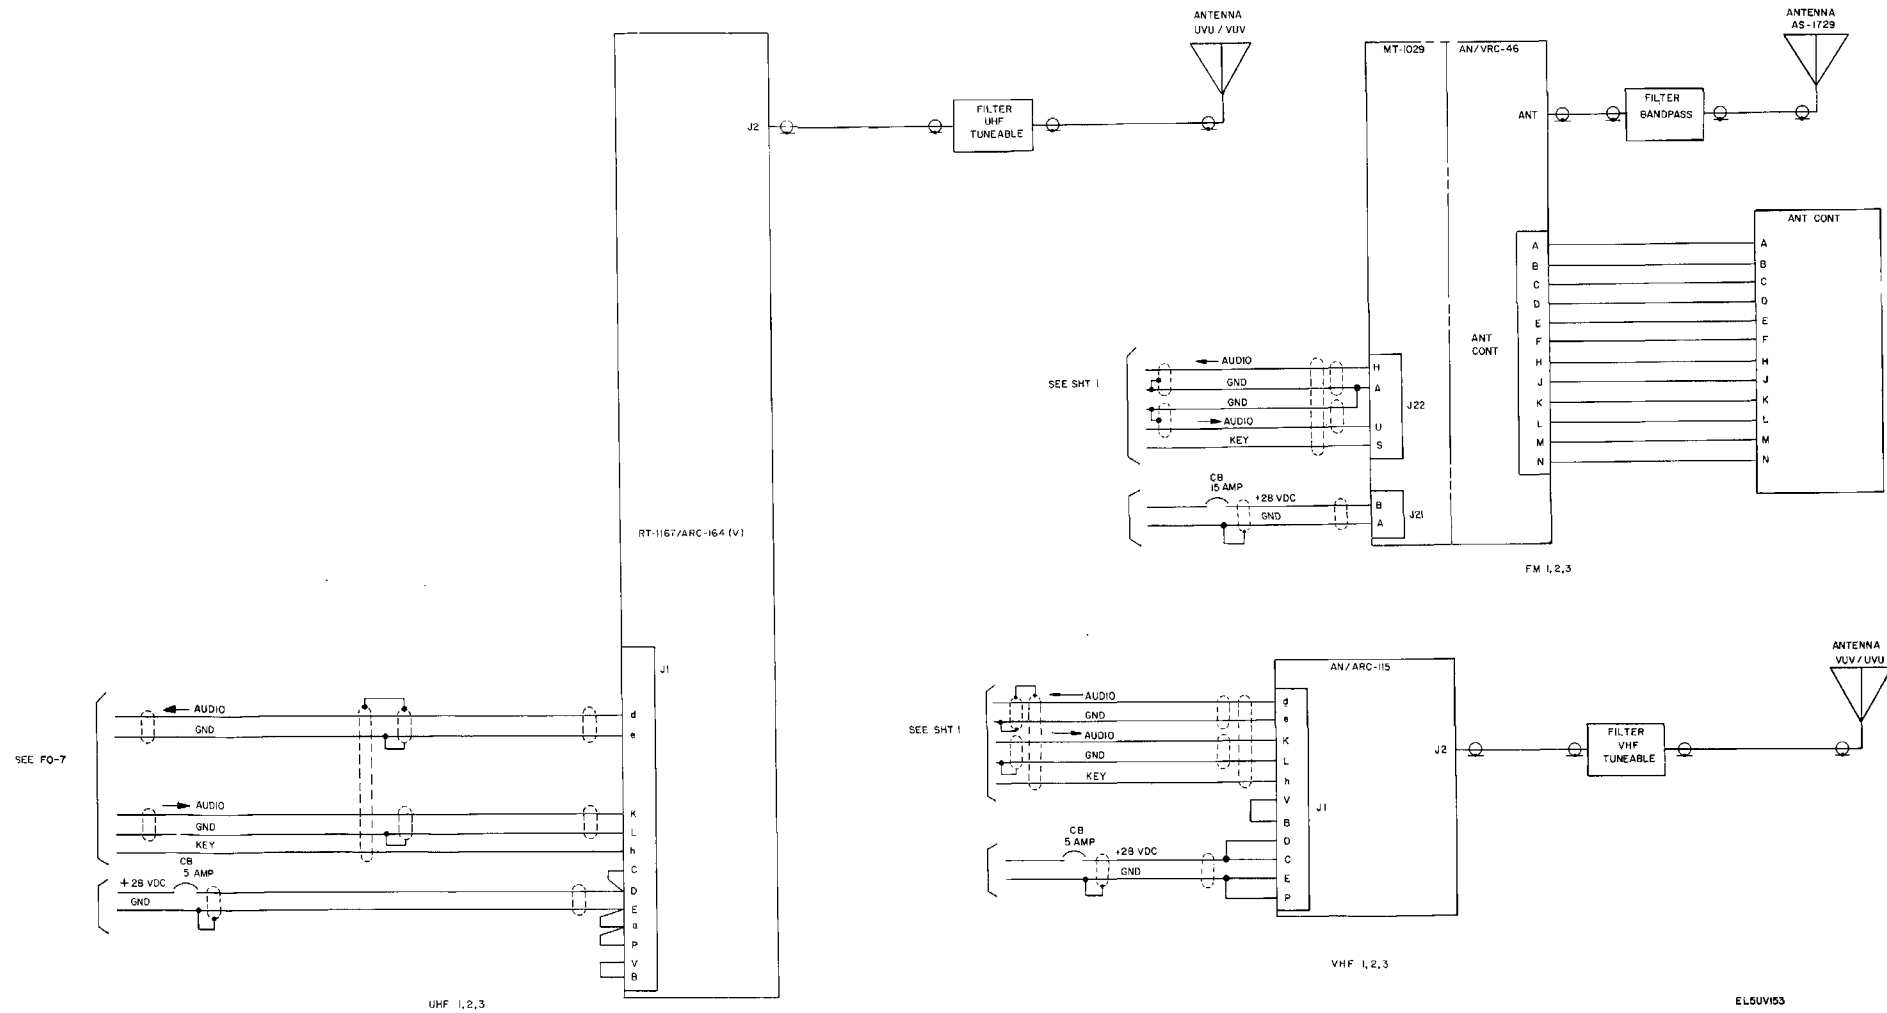 ANTENNA
UVU / VUV
J2
FILTER
UHF
TUNEABLE
RT-1167/ARC-164 (V)
J1
SEE FO-7
AUDIO
GND
AUDIO
GND
KEY
CB
5 AMP
+28 VDC
GND
d
e
K
L
h
C
D
E
a
P
V
B
UHF 1,2,3
ANTENNA
AS-1729
MT-1029
AN/VRC-46
ANT
FILTER
BANDPASS
ANT CONT
A
B
C
D
E
F
H
J
K
L
M
N
A
B
C
D
E
F
H
J
K
L
M
N
ANT
CONT
SEE SHT 1
AUDIO
GND
GND
AUDIO
KEY
H
A
U
S
J22
CB
15 AMP
+28 VDC
GND
B
A
J21
FM 1,2,3
AN/ARC-115
ANTENNA
VUV / UVU
SEE SHT 1
AUDIO
GND
AUDIO
GND
KEY
d
e
K
L
h
V
B
D
C
E
P
J1
J2
FILTER
VHF
TUNEABLE
CB
5 AMP
+28 VDC
GND
VHF 1,2,3
EL5UV153